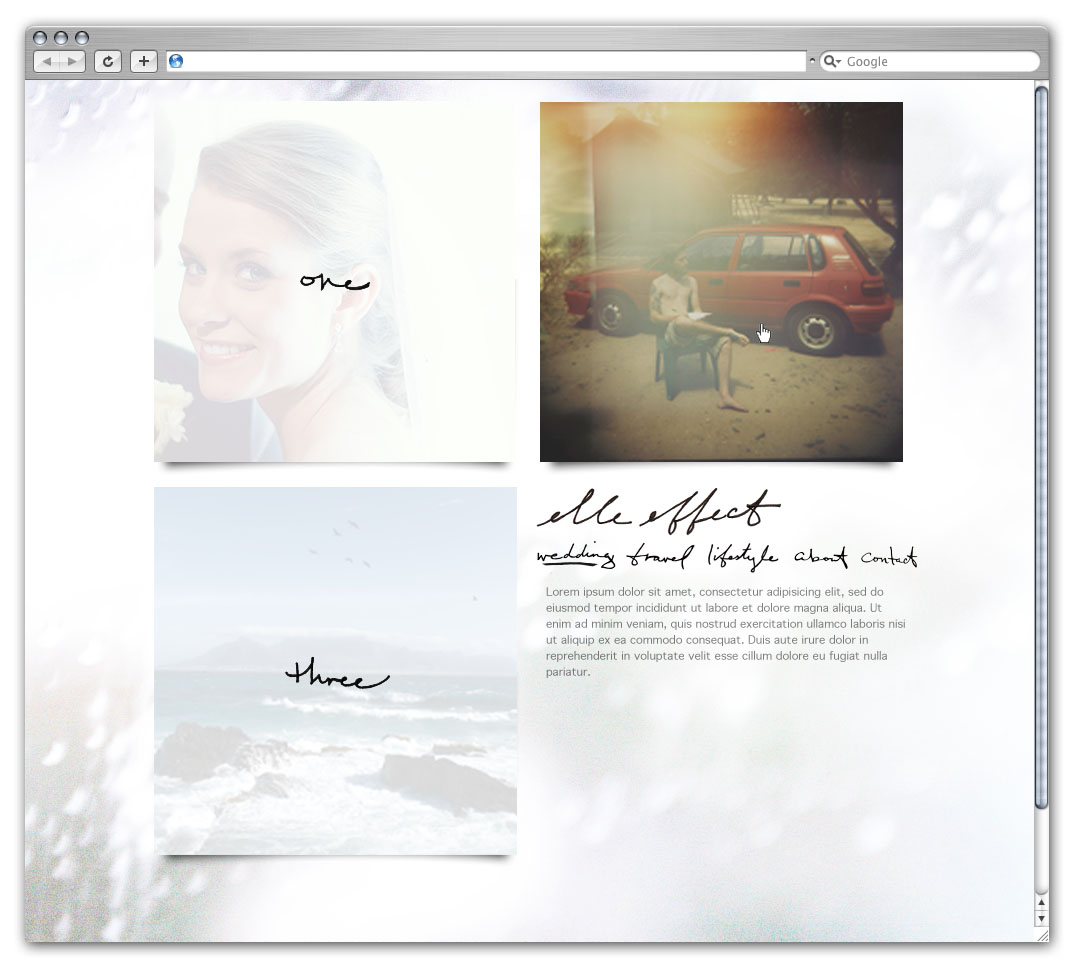 Google
one
three
elle effect
wedding travel lifestyle about contact
Lorem ipsum dolor sit amet, consectetur adipisicing elit, sed do
eiusmod tempor incididunt ut labore et dolore magna aliqua. Ut
enim ad minim veniam, quis nostrud exercitation ullamco laboris nisi
ut aliquip ex ea commodo consequat. Duis aute irure dolor in
reprehenderit in voluptate velit esse cillum dolore eu fugiat nulla
pariatur.